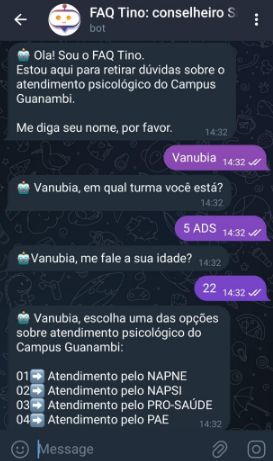 FAQ Tino: conselheiro S
bot
🤖 Ola! Sou o FAQ Tino.
Estou aqui para retirar dúvidas sobre o
atendimento psicológico do Campus
Guanambi.
Me diga seu nome, por favor.
14:32
Vanubia 14:32
🤖 Vanubia, em qual turma você está?
14:32
5 ADS 14:32
🤖Vanubia, me fale a sua idade? 14:32
22 14:32
🤖 Vanubia, escolha uma das opções
sobre atendimento psicológico do
Campus Guanambi:
01➡️ Atendimento pelo NAPNE
02➡️ Atendimento pelo NAPSI
03➡️ Atendimento pelo PRO-SAÚDE
04➡️ Atendimento pelo PAE
14:32
Message